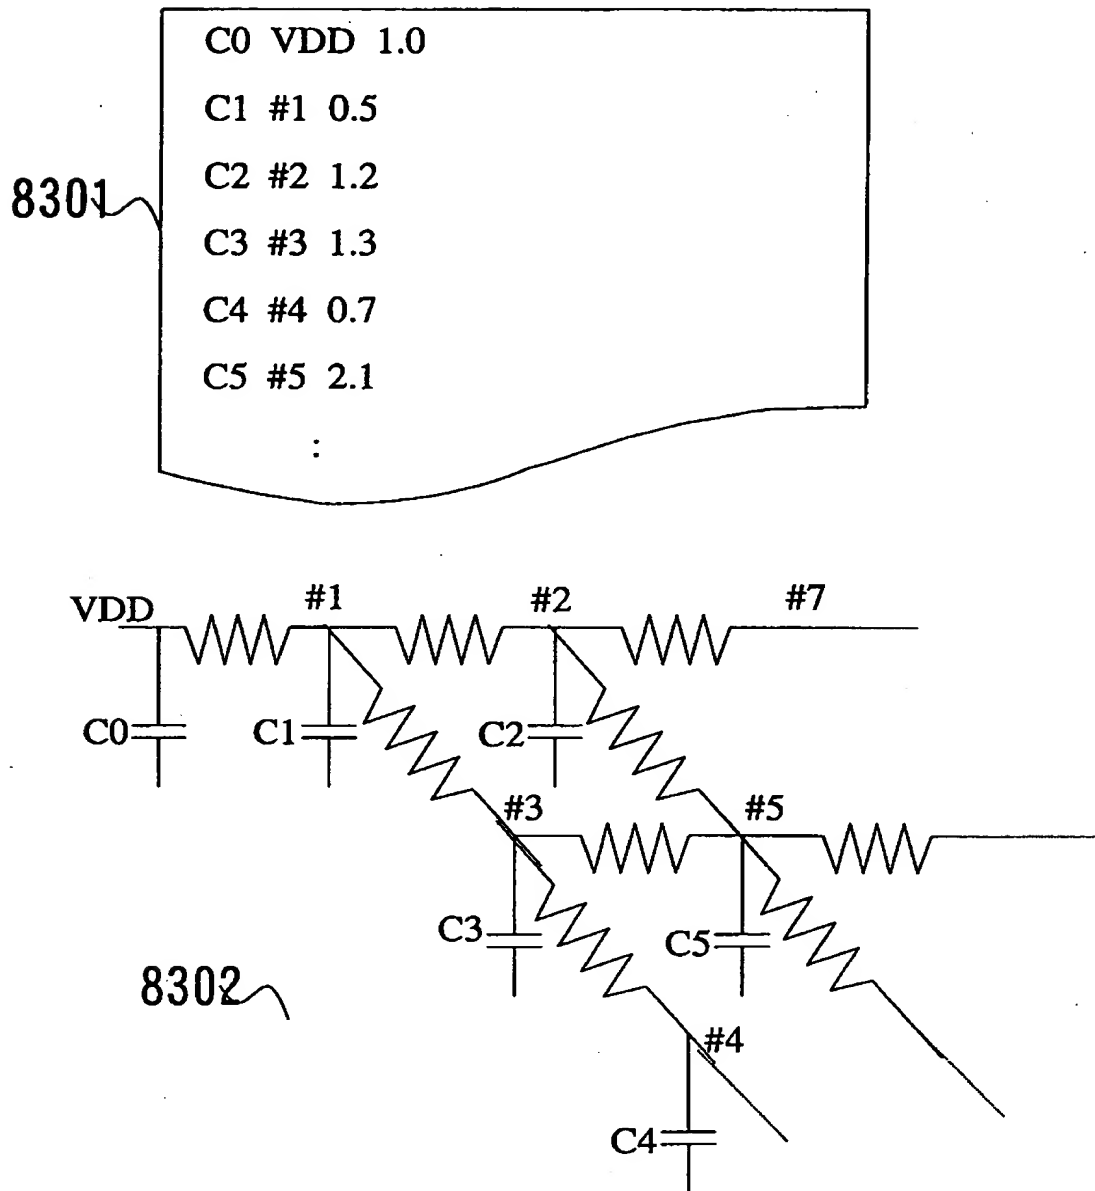 C0 VDD 1.0
C1 #1 0.5
C2 #2 1.2
8301
C3 #3 1.3
C4 #4 0.7
C5 #5 2.1
:
VDD #1 #2 #7
C0 C1 C2
#3 #5
C3 C5
8302
#4
C4